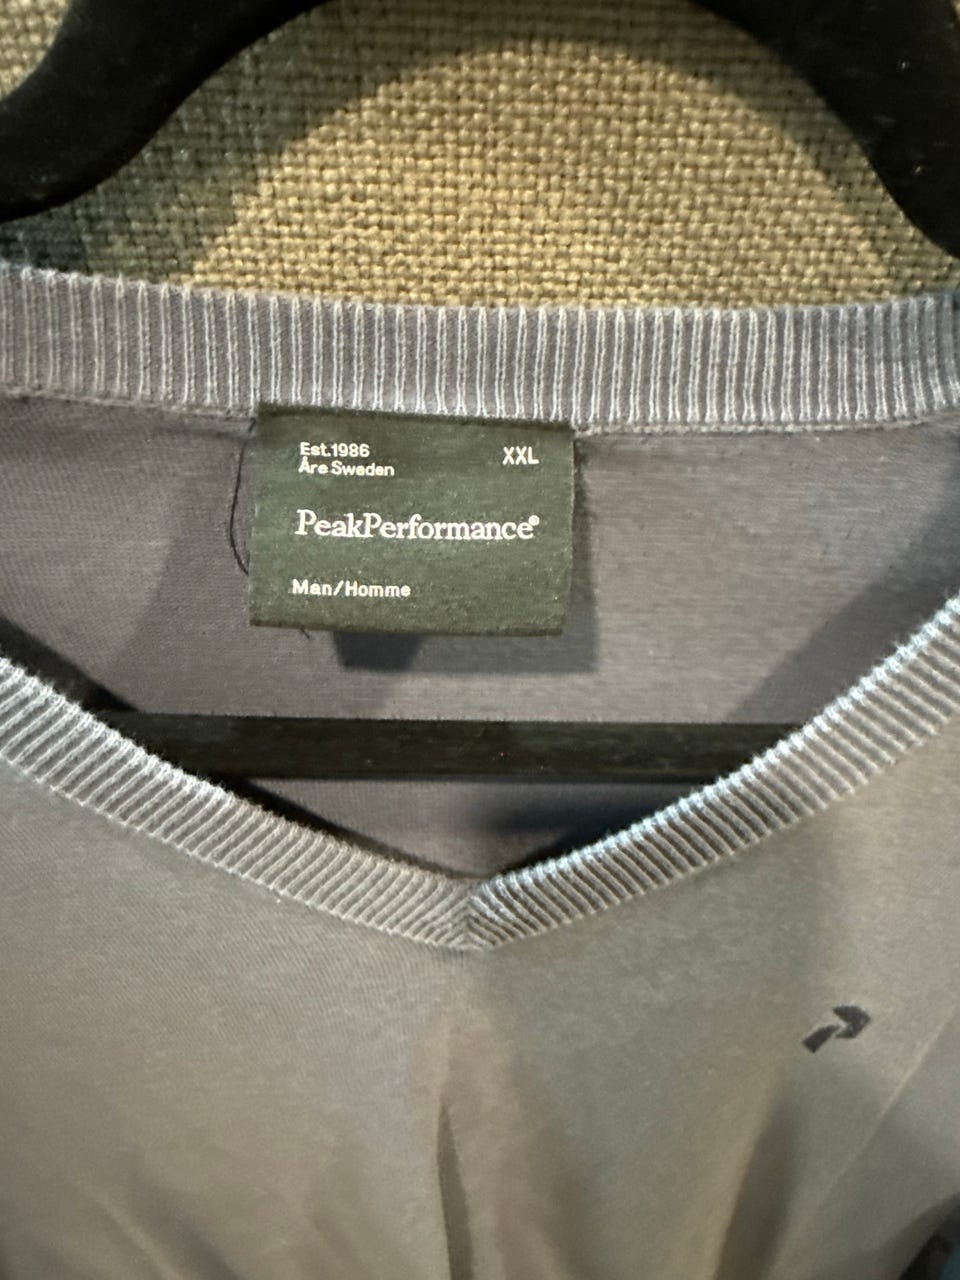 Est.1986
Åre Sweden
XXL
PeakPerformance®
Man/Homme